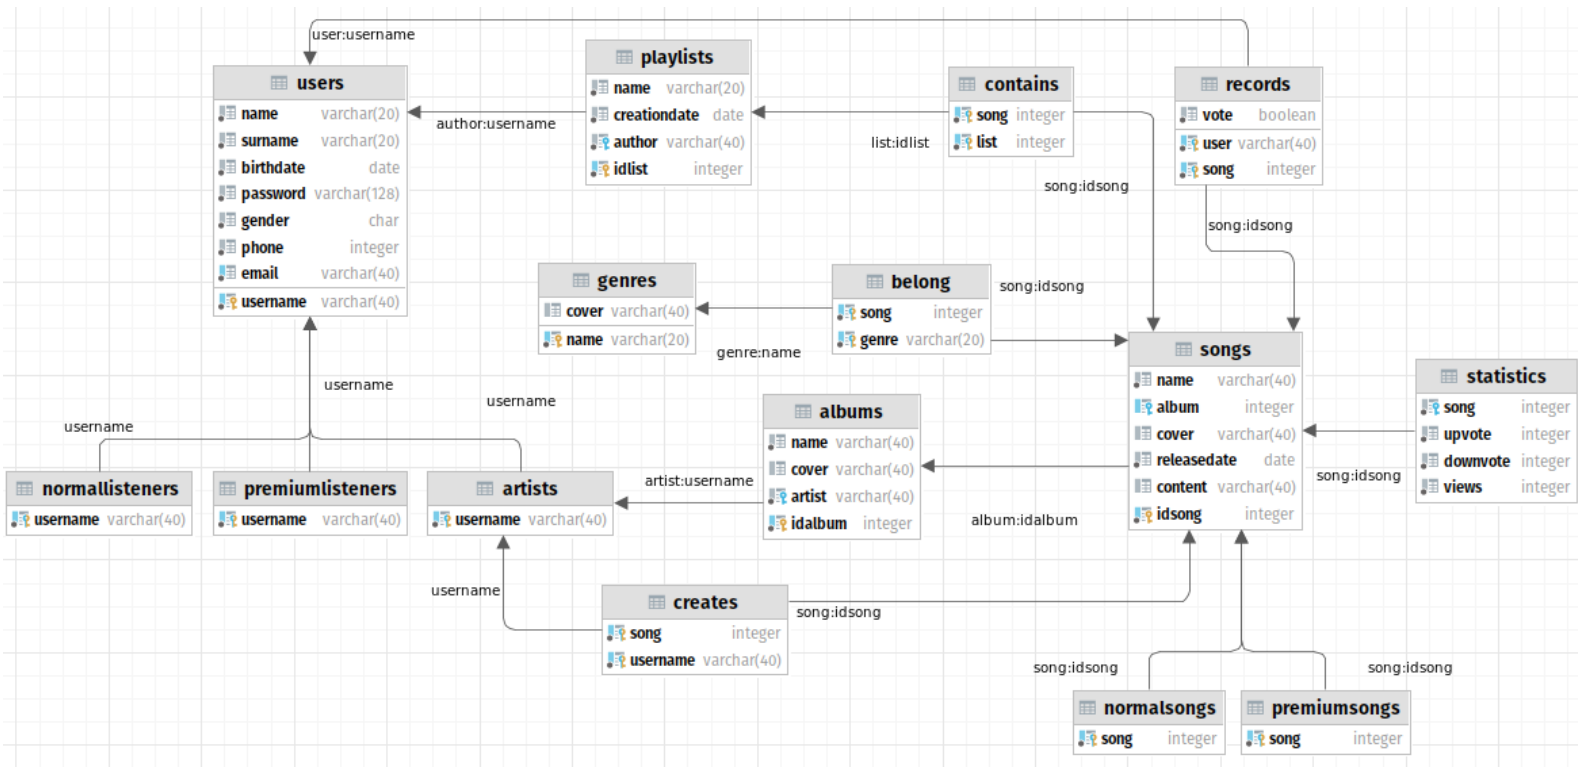 user:username
users
name varchar(20)
surname varchar(20)
birthdate date
password varchar(128)
gender char
phone integer
email varchar(40)
username varchar(40)
author:username
playlists
name varchar(20)
creationdate date
author varchar(40)
idlist integer
list:idlist
contains
song integer
list integer
song:idsong
records
vote boolean
user varchar(40)
song integer
song:idsong
genres
cover varchar(40)
name varchar(20)
genre:name
belong
song integer
genre varchar(20)
song:idsong
songs
name varchar(40)
album integer
cover varchar(40)
releasedate date
content varchar(40)
idsong integer
statistics
song integer
upvote integer
downvote integer
views integer
song:idsong
username
username
username
normallisteners
username varchar(40)
premiumlisteners
username varchar(40)
artists
username varchar(40)
artist:username
albums
name varchar(40)
cover varchar(40)
artist varchar(40)
idalbum integer
album:idalbum
username
creates
song integer
username varchar(40)
song:idsong
song:idsong
song:idsong
normalsongs
song integer
premiumsongs
song integer